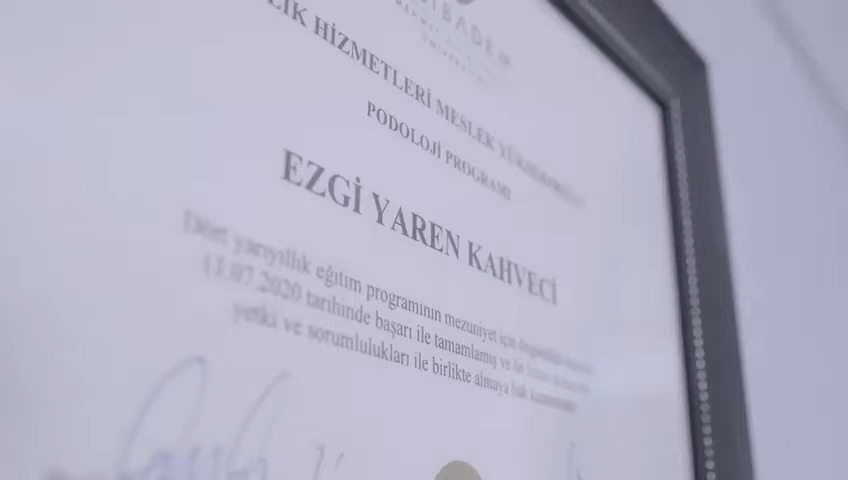 LIK HİZMETLERİ MESLEK
PODOLOJİ PROGRAMI
EZGİ YAREN KAHVECİ
Dört yarıyıllık eğitim programının mezuniyet için
13.07.2020 tarihinde başarı ile tamamlamış ve
yetki ve sorumlulukları ile birlikte almaya hak